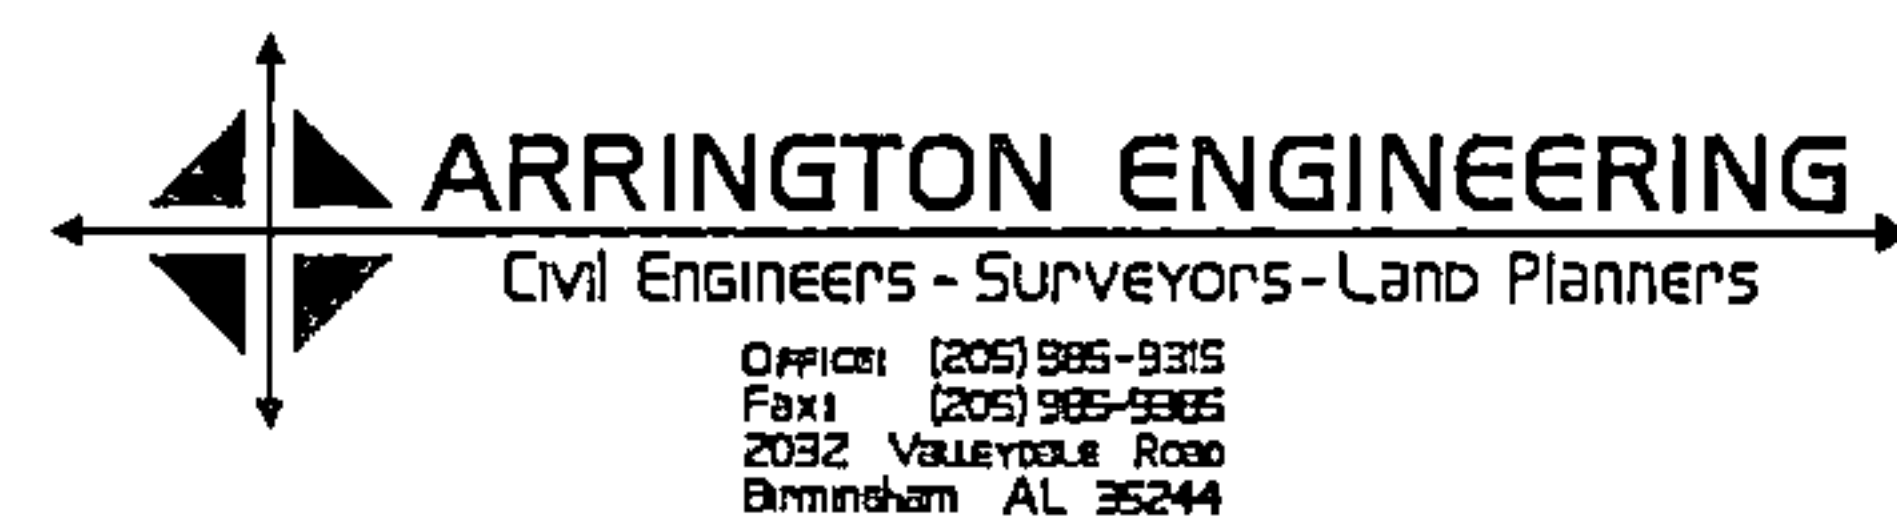 ARRINGTON ENGINEERING
Civil Engineers - Surveyors - Land Planners
Office: (205) 985-9315
Fax: (205) 985-9385
2032 Valleydale Road
Birmingham AL 35244